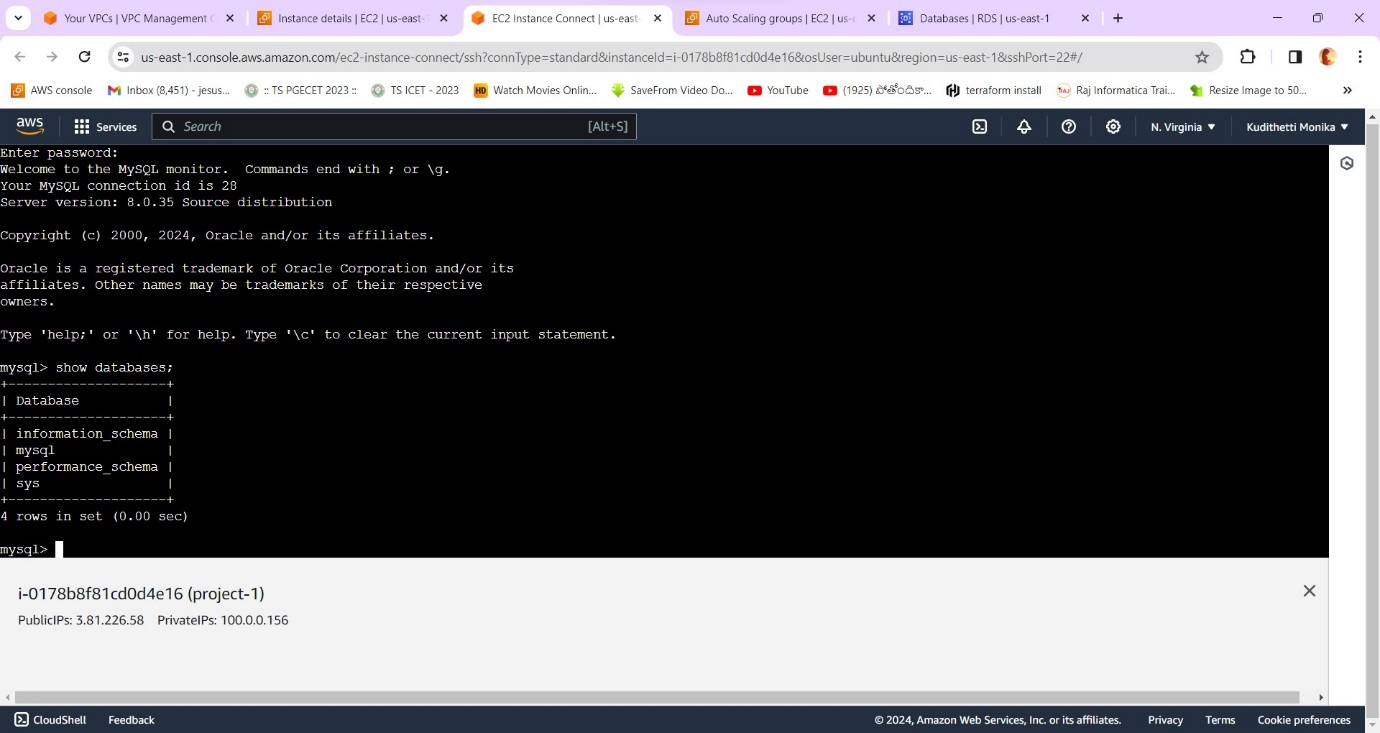 Your VPCs | VPC Management C
Instance details | EC2 | us-east-
EC2 Instance Connect | us-east-
Auto Scaling groups | EC2 | us-e
Databases | RDS | us-east-1
us-east-1.console.aws.amazon.com/ec2-instance-connect/ssh?connType=standard&instanceId=i-0178b8f81cd0d4e16&osUser=ubuntu&region=us-east-1&sshPort=22#/
AWS console
Inbox (8,451) - jesus...
:: TS PGECET 2023 ::
TS ICET - 2023
HD Watch Movies Onlin...
SaveFrom Video Do...
YouTube
(1925)
terraform install
Raj Informatica Trai...
Resize Image to 50...
»
aws
Services
Search
[Alt+S]
N. Virginia
Kudithetti Monika
Enter password:
Welcome to the MySQL monitor.  Commands end with ; or \g.
Your MySQL connection id is 28
Server version: 8.0.35 Source distribution
Copyright (c) 2000, 2024, Oracle and/or its affiliates.
Oracle is a registered trademark of Oracle Corporation and/or its
affiliates. Other names may be trademarks of their respective
owners.
Type 'help;' or '\h' for help. Type '\c' to clear the current input statement.
mysql> show databases;
+--------------------+
| Database           |
+--------------------+
| information_schema |
| mysql              |
| performance_schema |
| sys                |
+--------------------+
4 rows in set (0.00 sec)
mysql>
i-0178b8f81cd0d4e16 (project-1)
PublicIPs: 3.81.226.58    PrivateIPs: 100.0.0.156
CloudShell
Feedback
© 2024, Amazon Web Services, Inc. or its affiliates.
Privacy
Terms
Cookie preferences